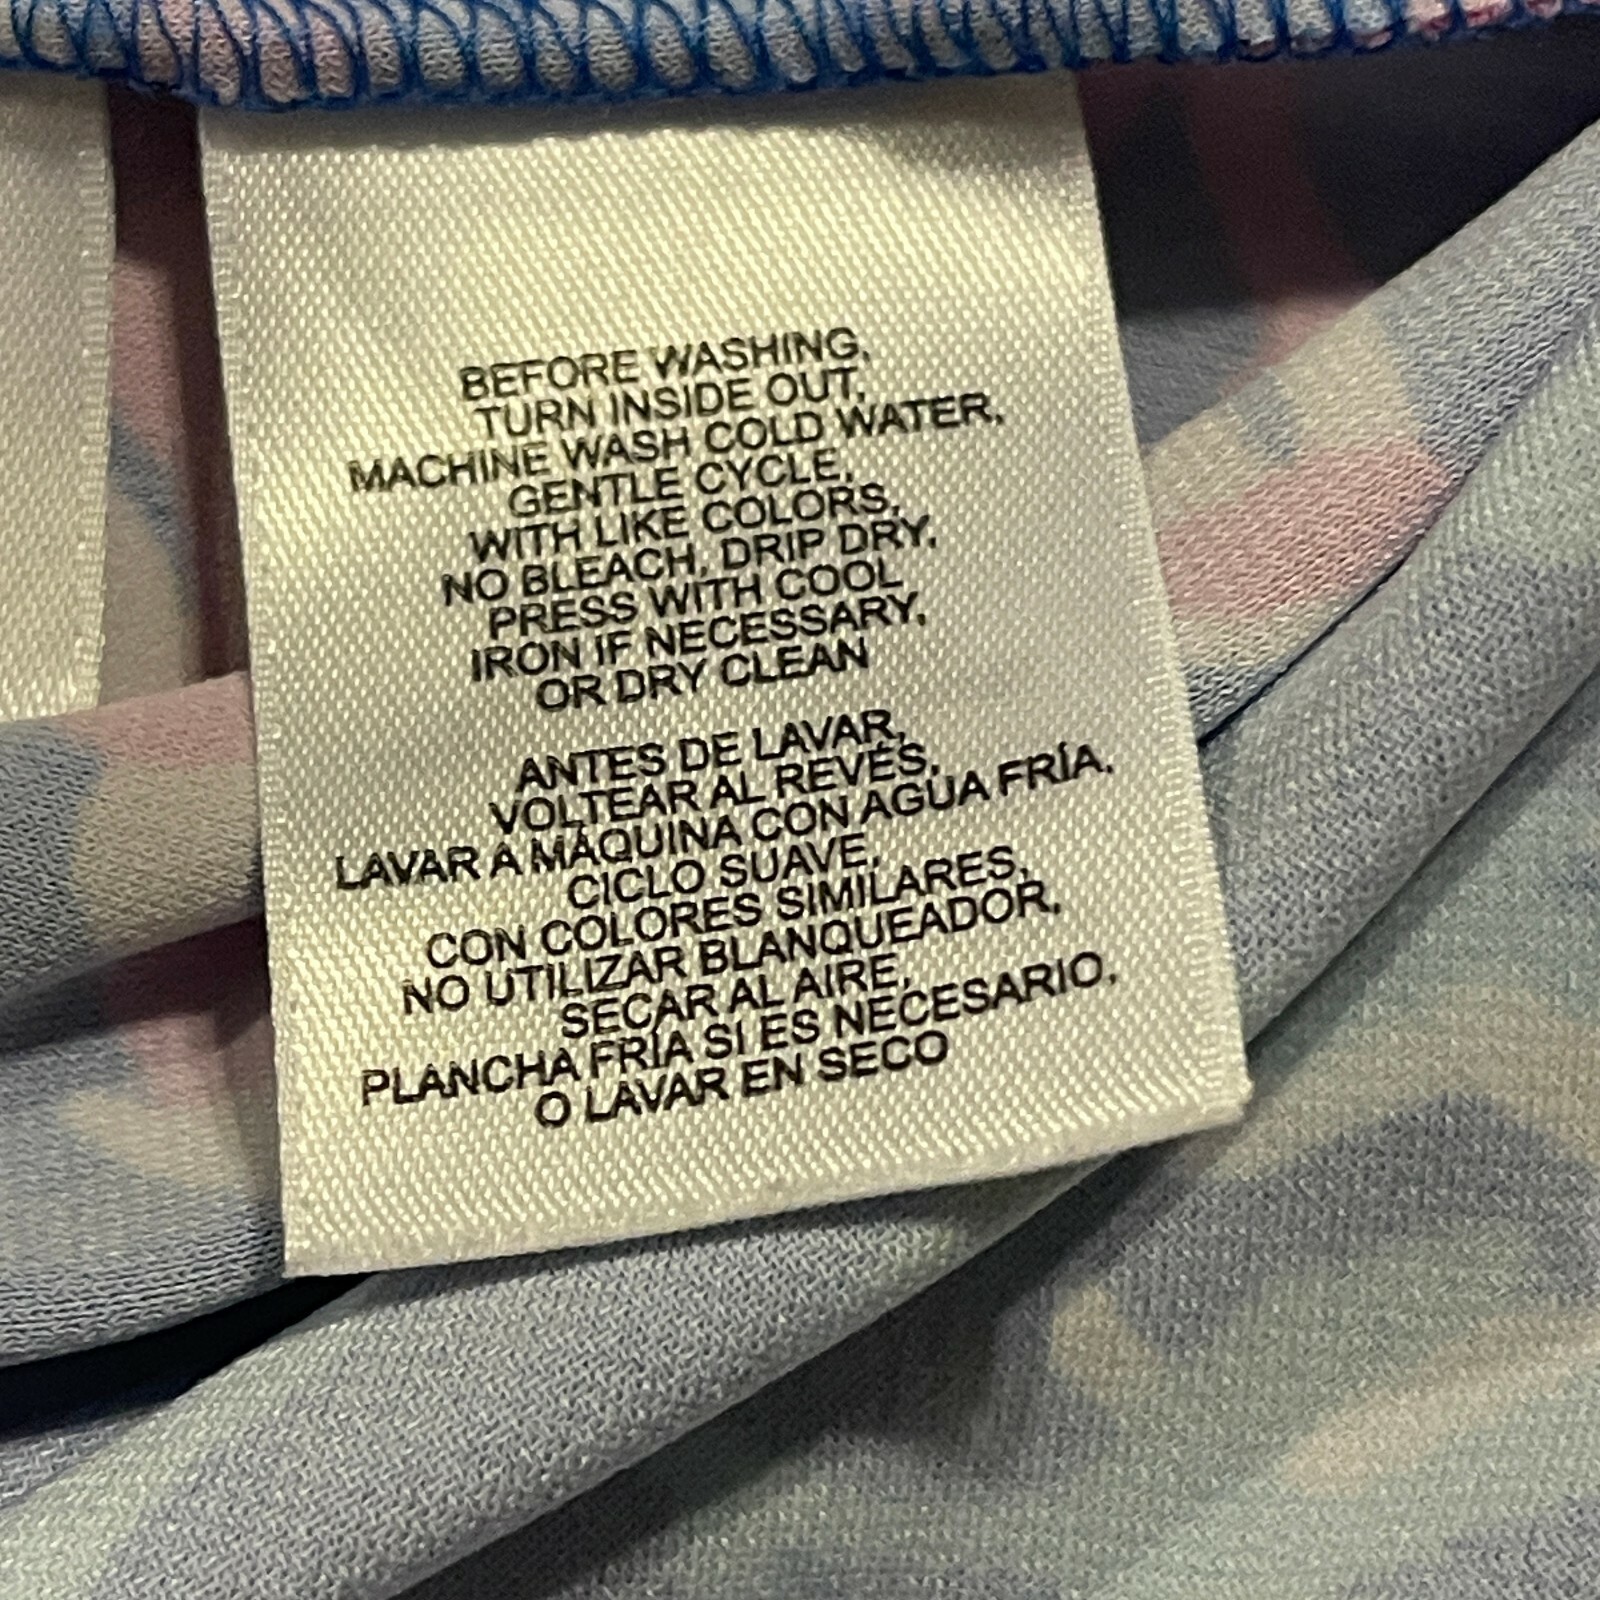 BEFORE WASHING,
TURN INSIDE OUT,
MACHINE WASH COLD WATER,
GENTLE CYCLE,
WITH LIKE COLORS,
NO BLEACH, DRIP DRY,
PRESS WITH COOL
IRON IF NECESSARY,
OR DRY CLEAN
ANTES DE LAVAR,
VOLTEAR AL REVÉS,
LAVAR A MÁQUINA CON AGUA FRÍA,
CICLO SUAVE,
CON COLORES SIMILARES,
NO UTILIZAR BLANQUEADOR,
SECAR AL AIRE,
PLANCHA FRÍA SI ES NECESARIO,
O LAVAR EN SECO